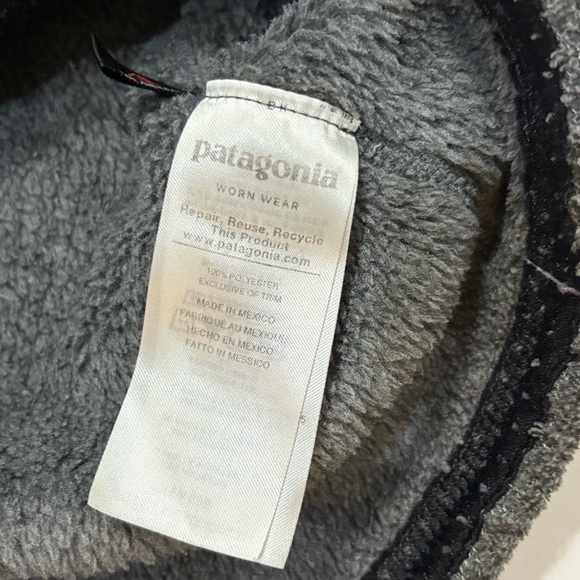 patagonia
WORN WEAR
Repair, Reuse, Recycle
This Product
www.patagonia.com
100% POLYESTER
EXCLUSIVE OF TRIM
MADE IN MEXICO
FABRIQUÉ AU MEXIQUE
HECHO EN MEXICO
FATTO IN MESSICO